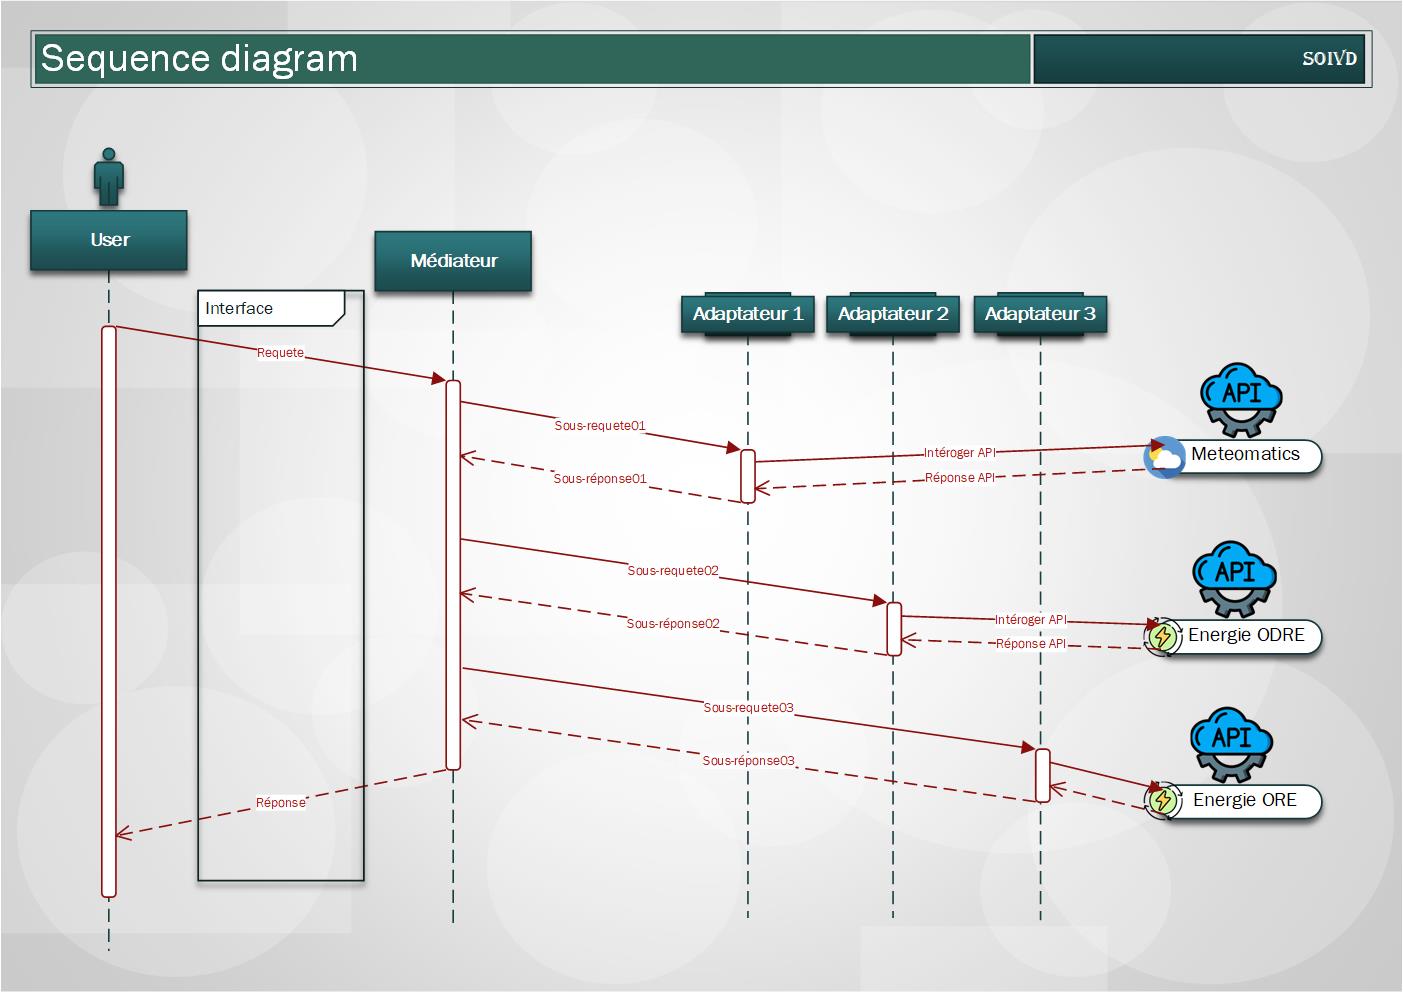 Sequence diagram
SOIVD
User
Médiateur
Interface
Adaptateur 1
Adaptateur 2
Adaptateur 3
Requete
API
Sous-requete01
Intéroger API
Meteomatics
Sous-réponse01
Réponse API
API
Sous-requete02
Intéroger API
Energie ODRE
Sous-réponse02
Réponse API
Sous-requete03
API
Sous-réponse03
Réponse
Energie ORE